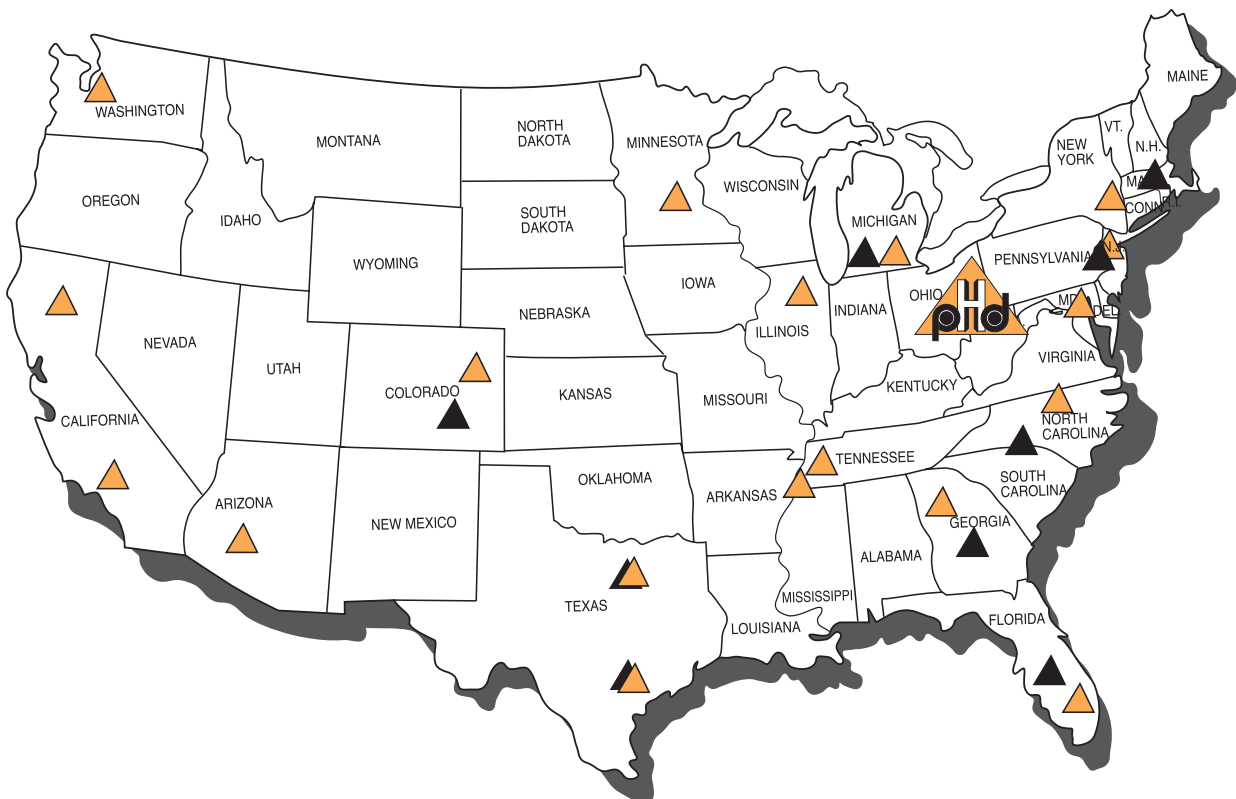 MAINE
WASHINGTON
VT.
NORTH
DAKOTA
MONTANA
MINNESOTA
NEW
YORK
N.H.
WISCONSIN
OREGON
IDAHO
SOUTH
DAKOTA
MICHIGAN
CONN
R.I.
WYOMING
PENNSYLVANIA
N.J.
IOWA
OHIO
MD
DEL
INDIANA
NEBRASKA
pHd
ILLINOIS
NEVADA
UTAH
VIRGINIA
COLORADO
KANSAS
KENTUCKY
MISSOURI
CALIFORNIA
NORTH
CAROLINA
TENNESSEE
OKLAHOMA
SOUTH
CAROLINA
ARKANSAS
ARIZONA
NEW MEXICO
GEORGIA
ALABAMA
MISSISSIPPI
TEXAS
LOUISIANA
FLORIDA